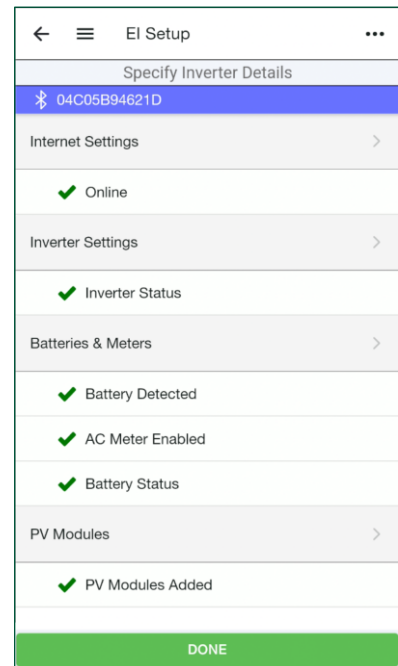 EI Setup
Specify Inverter Details
04C05B94621D
Internet Settings
Online
Inverter Settings
Inverter Status
Batteries & Meters
Battery Detected
AC Meter Enabled
Battery Status
PV Modules
PV Modules Added
DONE